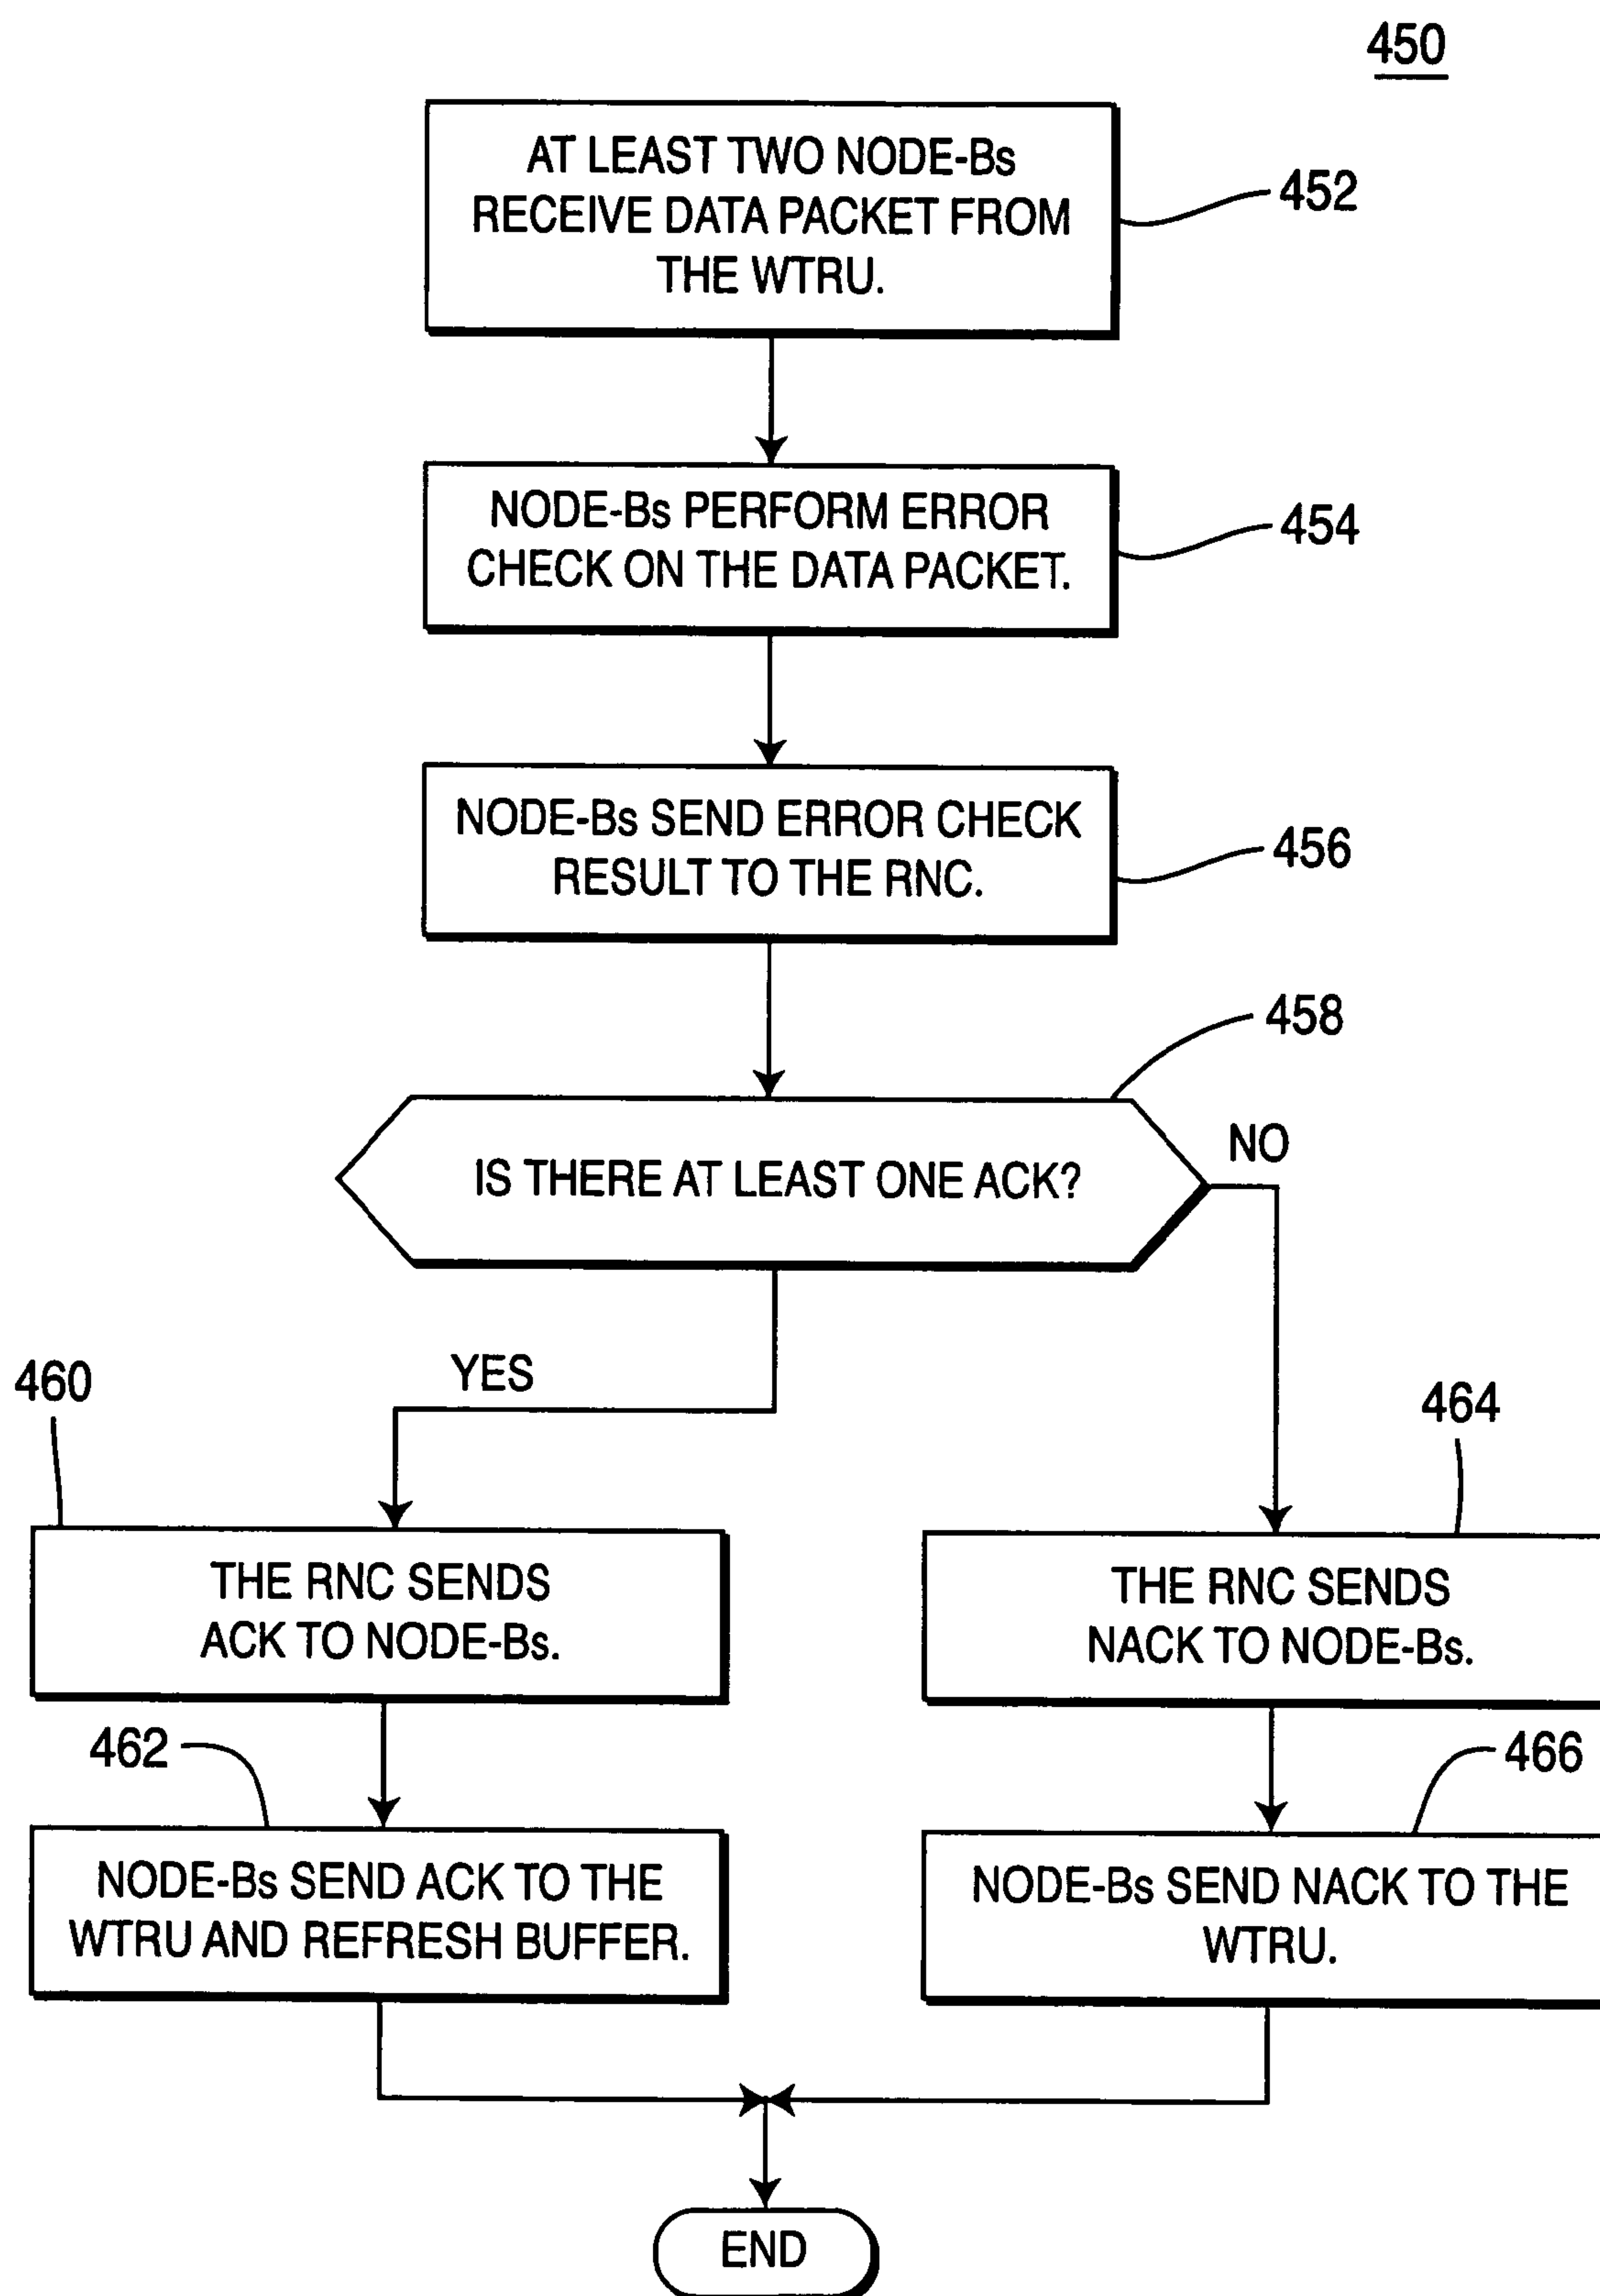 450
AT LEAST TWO NODE-Bs
RECEIVE DATA PACKET FROM
THE WTRU.
452
NODE-Bs PERFORM ERROR
CHECK ON THE DATA PACKET.
454
NODE-Bs SEND ERROR CHECK
RESULT TO THE RNC.
456
458
IS THERE AT LEAST ONE ACK?
NO
YES
460
464
THE RNC SENDS
ACK TO NODE-Bs.
THE RNC SENDS
NACK TO NODE-Bs.
462
466
NODE-Bs SEND ACK TO THE
WTRU AND REFRESH BUFFER.
NODE-Bs SEND NACK TO THE
WTRU.
END